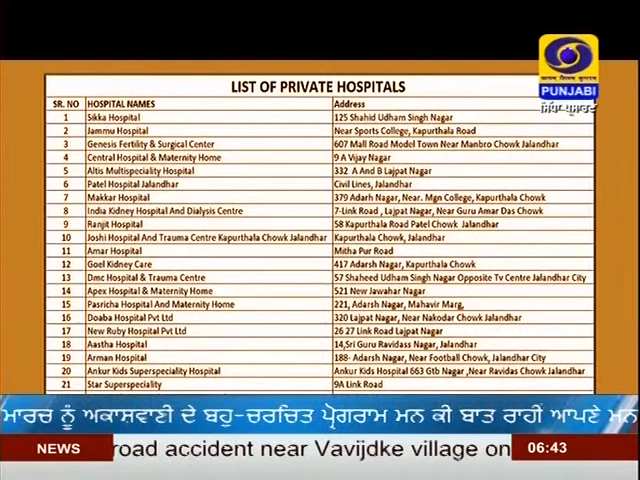 सत्यम् शिवम् सुन्दरम्
PUNJABI
ਸਿੱਧਾ ਪ੍ਰਸਾਰਣ
LIST OF PRIVATE HOSPITALS
SR. NO HOSPITAL NAMES Address
1 Sikka Hospital 125 Shahid Udham Singh Nagar
2 Jammu Hospital Near Sports College, Kapurthala Road
3 Genesis Fertility & Surgical Center 607 Mall Road Model Town Near Manbro Chowk Jalandhar
4 Central Hospital & Maternity Home 9 A Vijay Nagar
5 Altis Multispeciality Hospital 332 A And B Lajpat Nagar
6 Patel Hospital Jalandhar Civil Lines, Jalandhar
7 Makkar Hospital 379 Adarh Nagar, Near. Mgn College, Kapurthala Chowk
8 India Kidney Hospital And Dialysis Centre 7-Link Road , Lajpat Nagar, Near Guru Amar Das Chowk
9 Ranjit Hospital 58 Kapurthala Road Patel Chowk Jalandhar
10 Joshi Hospital And Trauma Centre Kapurthala Chowk Jalandhar Kapurthala Chowk, Jalandhar
11 Amar Hospital Mitha Pur Road
12 Goel Kidney Care 417 Adarsh Nagar, Kapurthala Chowk
13 Dmc Hospital & Trauma Centre 57 Shaheed Udham Singh Nagar Opposite Tv Centre Jalandhar City
14 Apex Hospital & Maternity Home 521 New Jawahar Nagar
15 Pasricha Hospital And Maternity Home 221, Adarsh Nagar, Mahavir Marg,
16 Doaba Hospital Pvt Ltd 320 Lajpat Nagar, Near Nakodar Chowk Jalandhar
17 New Ruby Hospital Pvt Ltd 26 27 Link Road Lajpat Nagar
18 Aastha Hospital 14,Sri Guru Ravidass Nagar, Jalandhar
19 Arman Hospital 188- Adarsh Nagar, Near Football Chowk, Jalandhar City
20 Ankur Kids Superspeciality Hospital Ankur Kids Hospital 663 Gtb Nagar ,Near Ravidas Chowk Jalandhar
21 Star Superspeciality 9A Link Road
ਮਾਰਚ ਨੂੰ ਅਕਾਸ਼ਵਾਣੀ ਦੇ ਬਹੁ-ਚਰਚਿਤ ਪ੍ਰੋਗਰਾਮ ਮਨ ਕੀ ਬਾਤ ਰਾਹੀਂ ਆਪਣੇ ਮਨ
NEWS road accident near Vavijdke village on 06:43